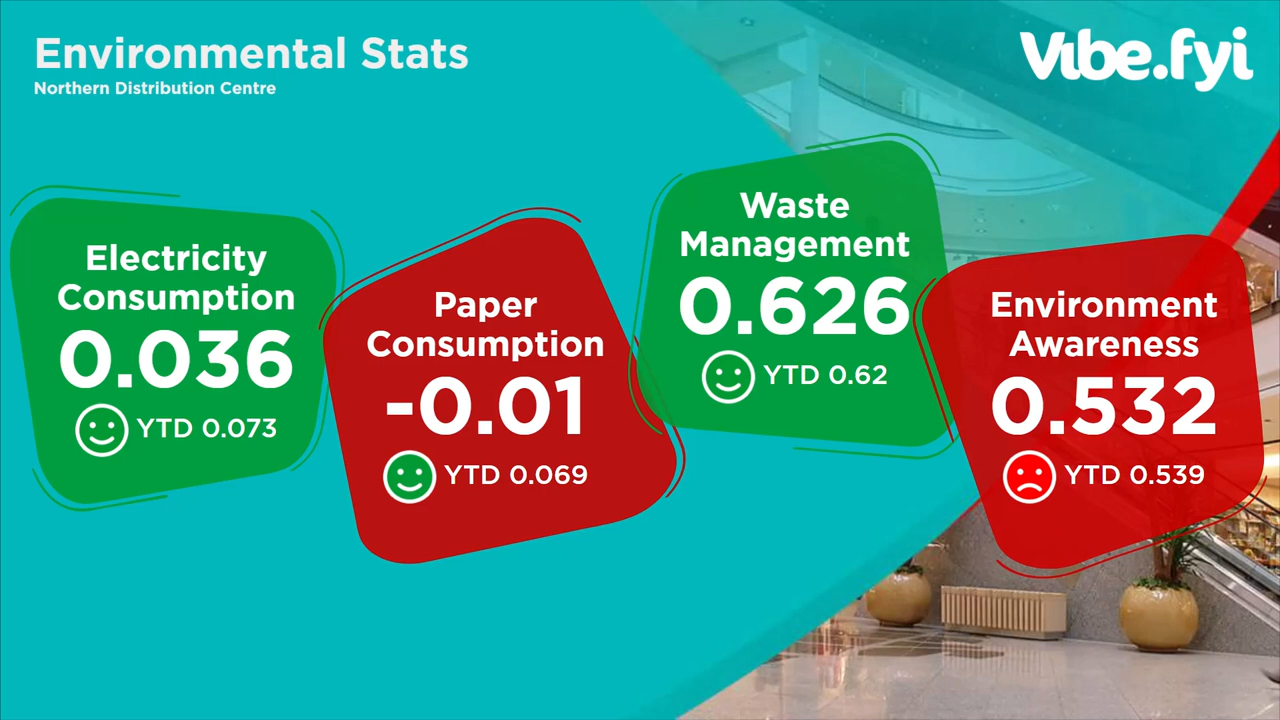 Environmental Stats
Northern Distribution Centre
Vibe.fyi
Electricity
Consumption
0.036
YTD 0.073
Paper
Consumption
-0.01
YTD 0.069
Waste
Management
0.626
YTD 0.62
Environment
Awareness
0.532
YTD 0.539